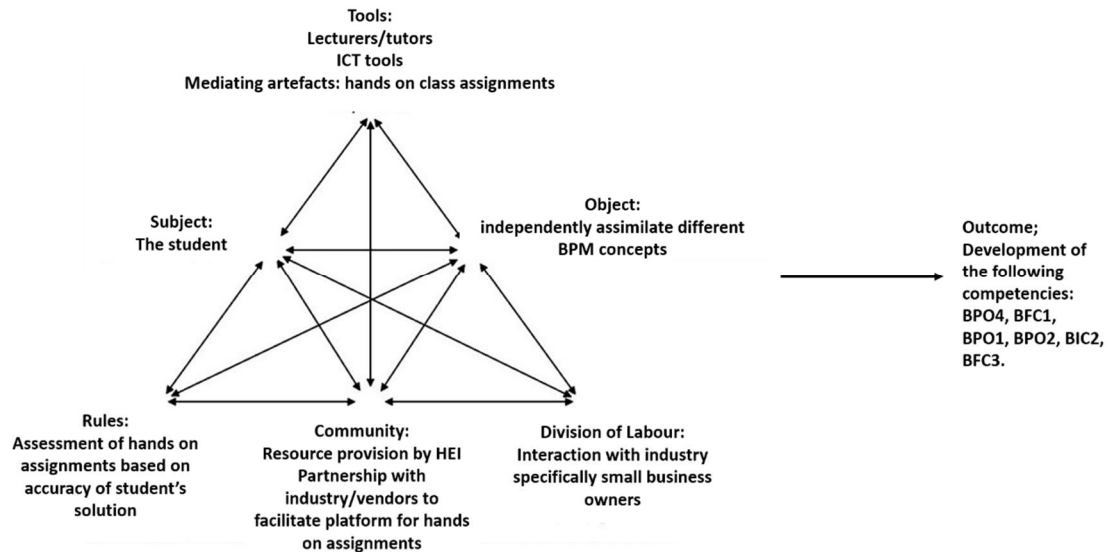 Tools:
Lecturers/tutors
ICT tools
Mediating artefacts: hands on class assignments
Subject:
The student
Object:
independently assimilate different
BPM concepts
Outcome;
Development of
the following
competencies:
BPO4, BFC1,
BPO1, BPO2, BIC2,
BFC3.
Rules:
Assessment of hands on
assignments based on
accuracy of student's
solution
Community:
Resource provision by HEI
Partnership with
industry/vendors to
facilitate platform for hands
on assignments
Division of Labour:
Interaction with industry
specifically small business
owners